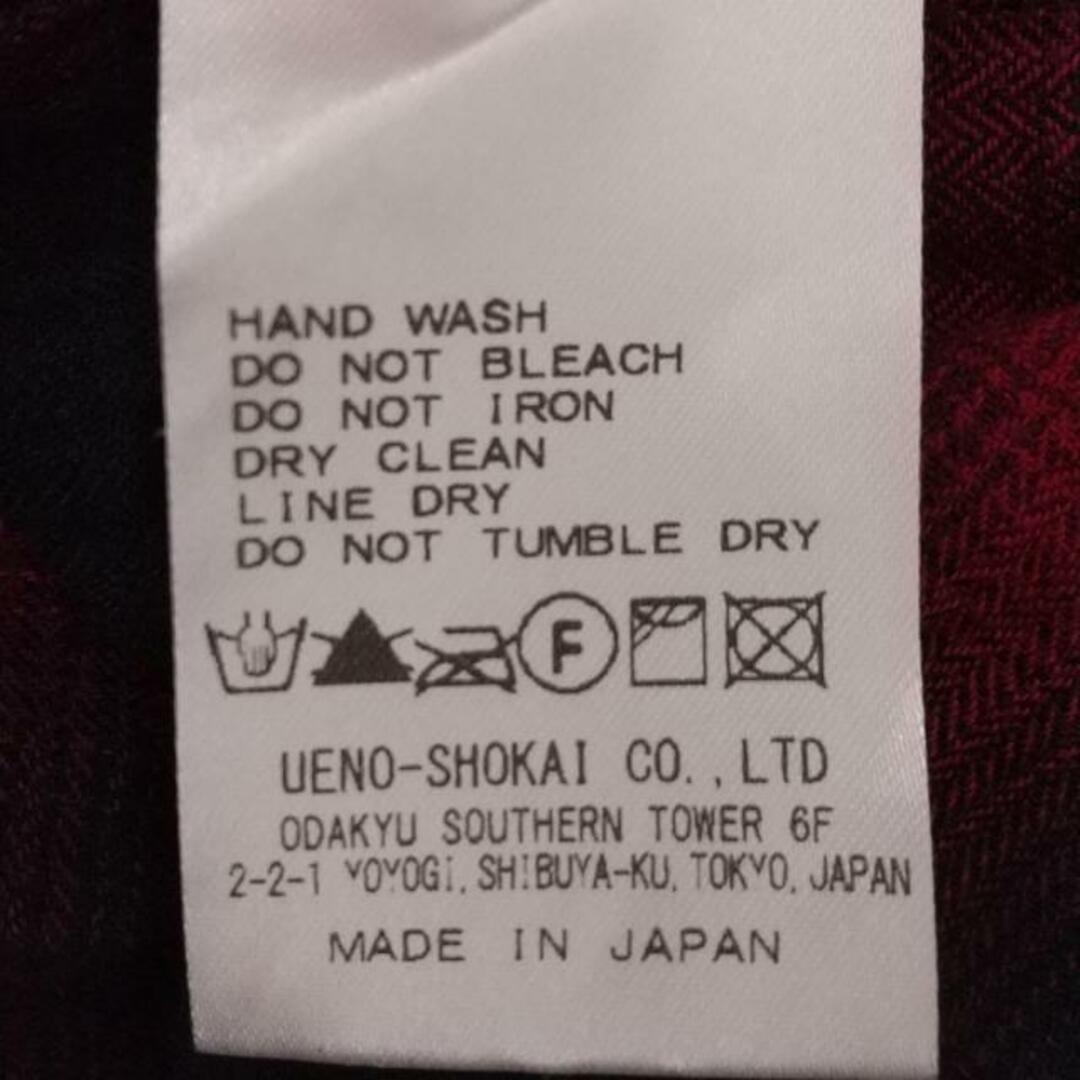 HAND WASH
DO NOT BLEACH
DO NOT IRON
DRY CLEAN
LINE DRY
DO NOT TUMBLE DRY
F
UENO-SHOKAI CO.,LTD
ODAKYU SOUTHERN TOWER 6F
2-2-1 YOYOGI, SHIBUYA-KU, TOKYO, JAPAN
MADE IN JAPAN